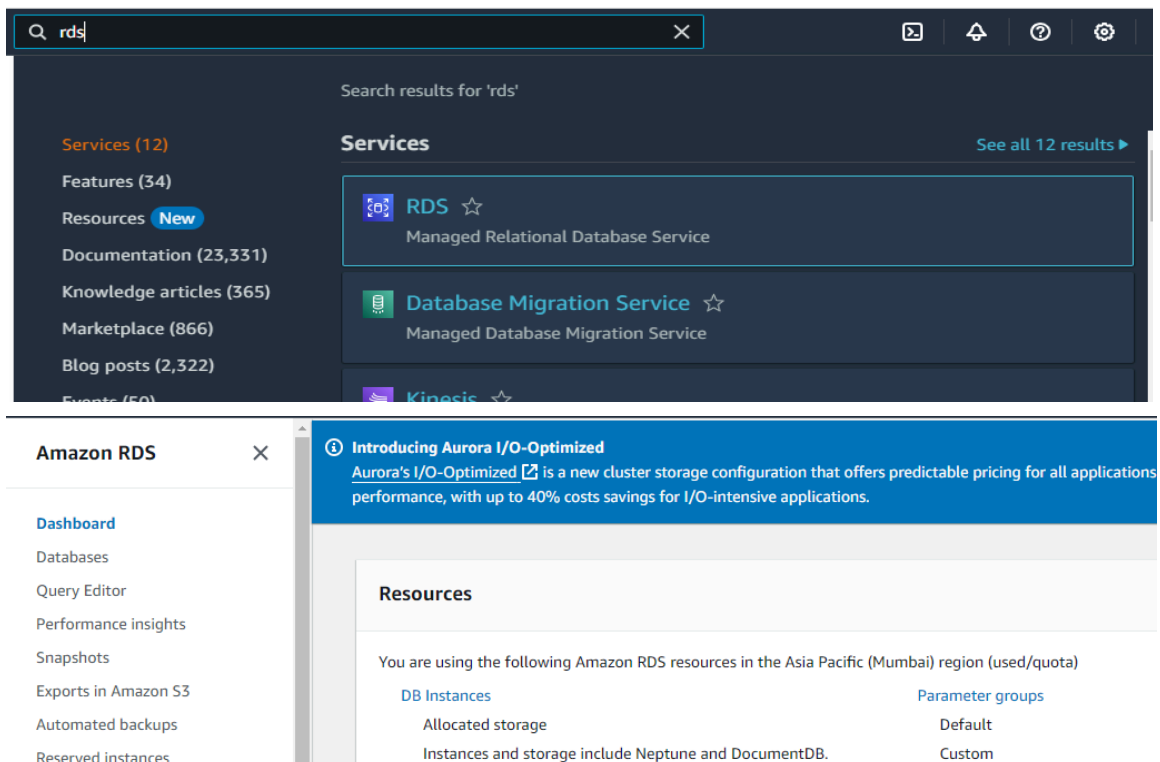 rds
Search results for 'rds'
Services (12)
Features (34)
Resources New
Documentation (23,331)
Knowledge articles (365)
Marketplace (866)
Blog posts (2,322)
Events (50)
Services
See all 12 results
RDS
Managed Relational Database Service
Database Migration Service
Managed Database Migration Service
Kinesis
Amazon RDS
Dashboard
Databases
Query Editor
Performance insights
Snapshots
Exports in Amazon S3
Automated backups
Reserved instances
Introducing Aurora I/O-Optimized
Aurora's I/O-Optimized is a new cluster storage configuration that offers predictable pricing for all applications
performance, with up to 40% costs savings for I/O-intensive applications.
Resources
You are using the following Amazon RDS resources in the Asia Pacific (Mumbai) region (used/quota)
DB Instances
Allocated storage
Instances and storage include Neptune and DocumentDB.
Parameter groups
Default
Custom